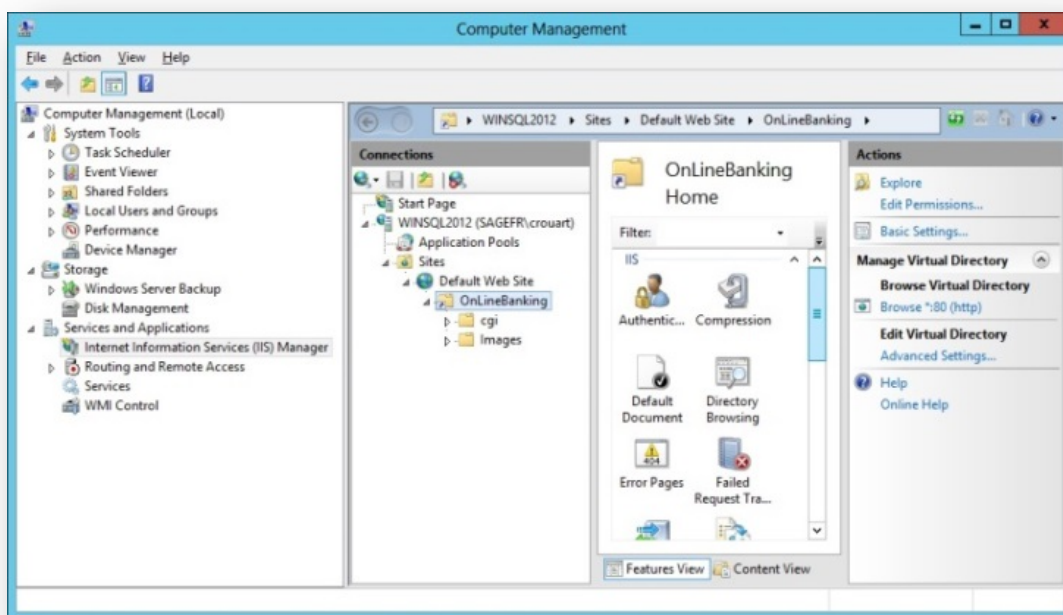 Computer Management
File Action View Help
Computer Management (Local)
System Tools
Task Scheduler
Event Viewer
Shared Folders
Local Users and Groups
Performance
Device Manager
Storage
Windows Server Backup
Disk Management
Services and Applications
Internet Information Services (IIS) Manager
Routing and Remote Access
Services
WMI Control
WINSQL2012 Sites Default Web Site OnLineBanking
Connections
Start Page
WINSQL2012 (SAGEFR\crouart)
Application Pools
Sites
Default Web Site
OnLineBanking
cgi
Images
OnLineBanking
Home
Filter:
IIS
Authentic... Compression
Default
Document
Directory
Browsing
404
Error Pages
Failed
Request Tra...
Features View Content View
Actions
Explore
Edit Permissions...
Basic Settings...
Manage Virtual Directory
Browse Virtual Directory
Browse *:80 (http)
Edit Virtual Directory
Advanced Settings...
Help
Online Help